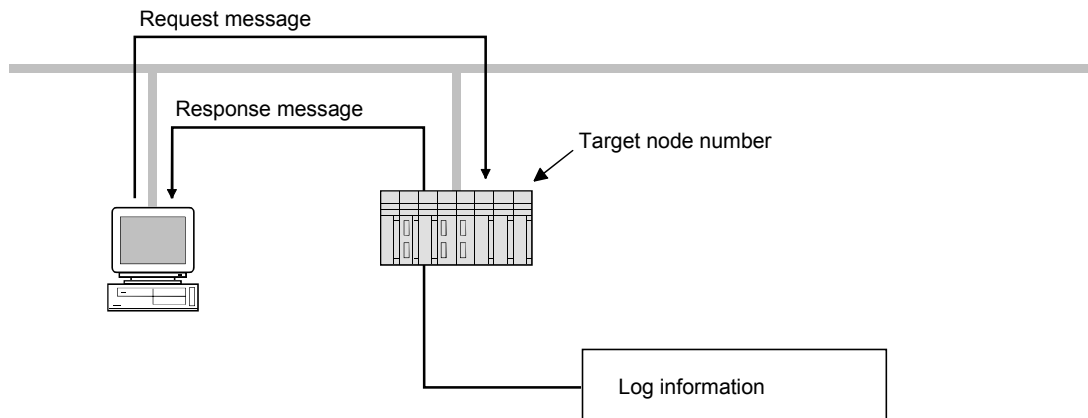 Request message
Response message
Target node number
Log information